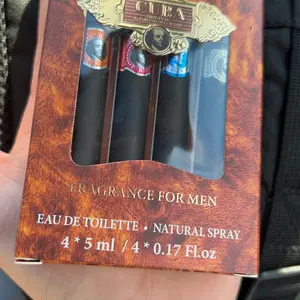 CUBA
FRAGRANCE FOR MEN
EAU DE TOILETTE • NATURAL SPRAY
4 * 5 ml / 4 * 0.17 Fl.oz